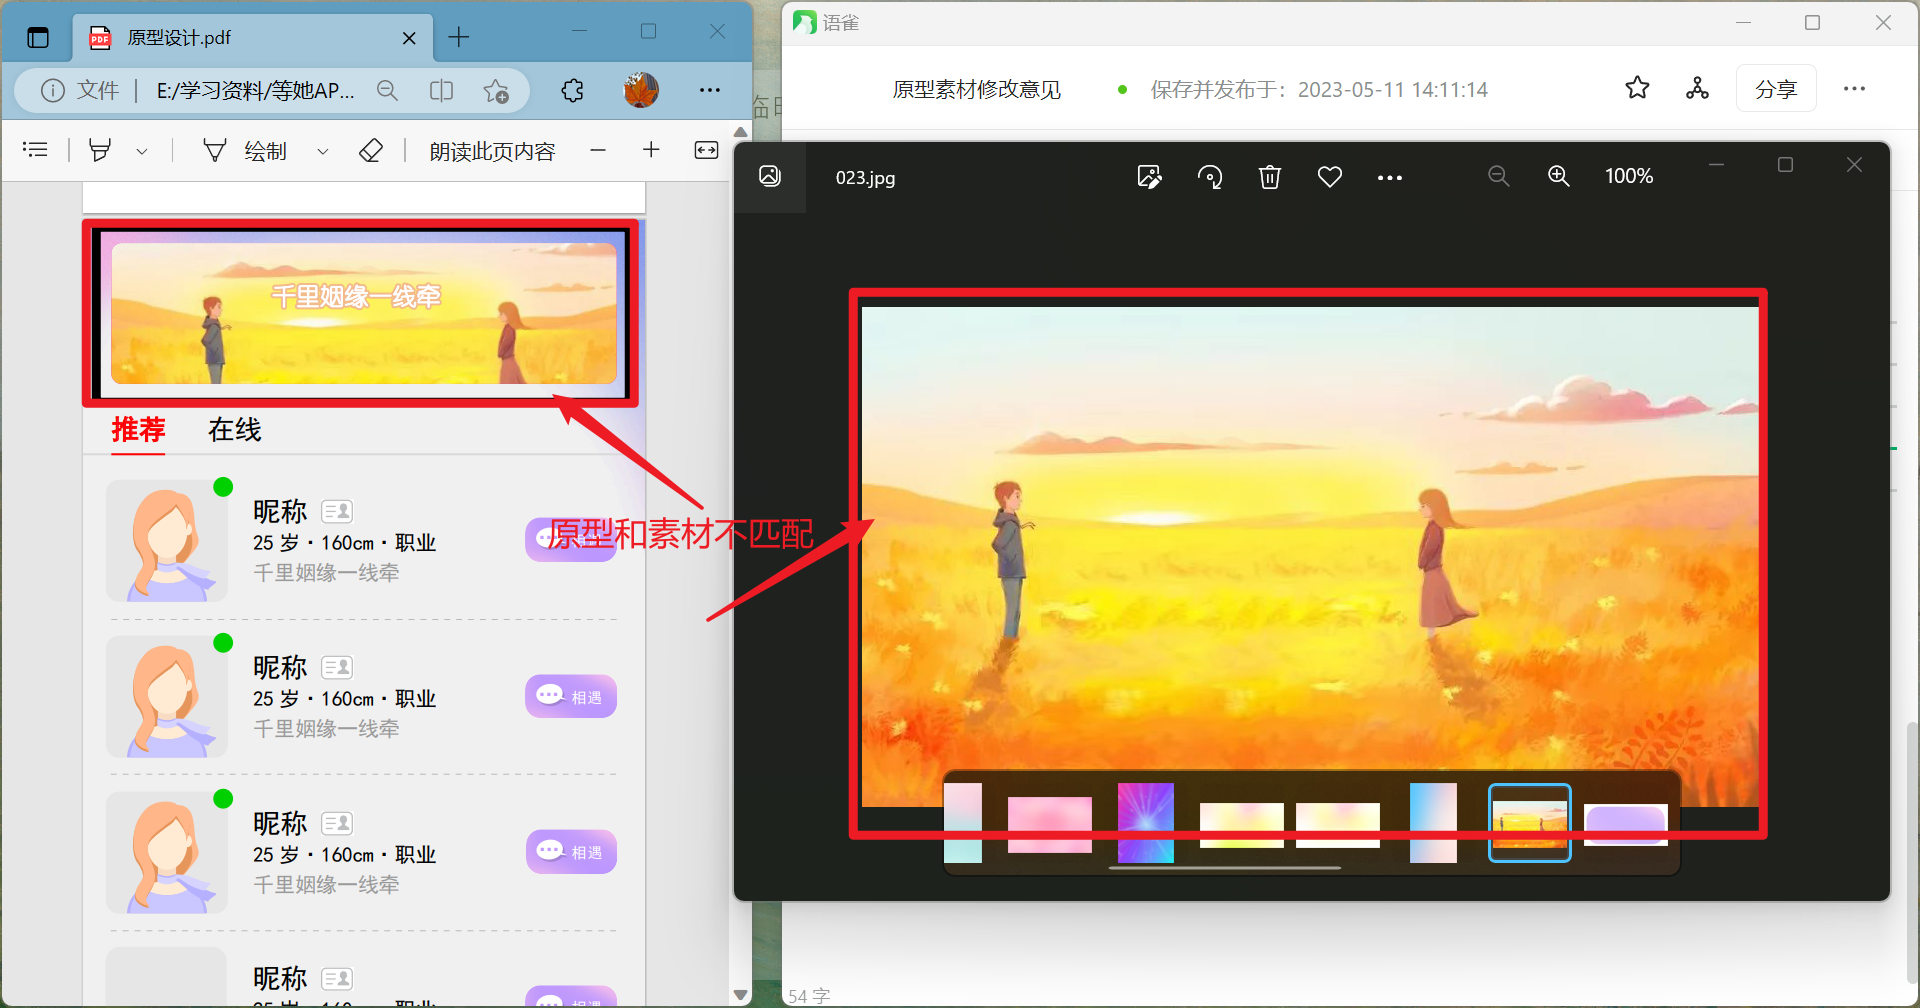 原型设计.pdf
文件
E:/学习资料/等她AP...
绘制
朗读此页内容
千里姻缘一线牵
推荐
在线
昵称
25 岁 · 160cm · 职业
千里姻缘一线牵
昵称
25 岁 · 160cm · 职业
千里姻缘一线牵
相遇
昵称
25 岁 · 160cm · 职业
千里姻缘一线牵
相遇
昵称
原型和素材不匹配
语雀
原型素材修改意见
保存并发布于：2023-05-11 14:11:14
分享
023.jpg
100%
54 字